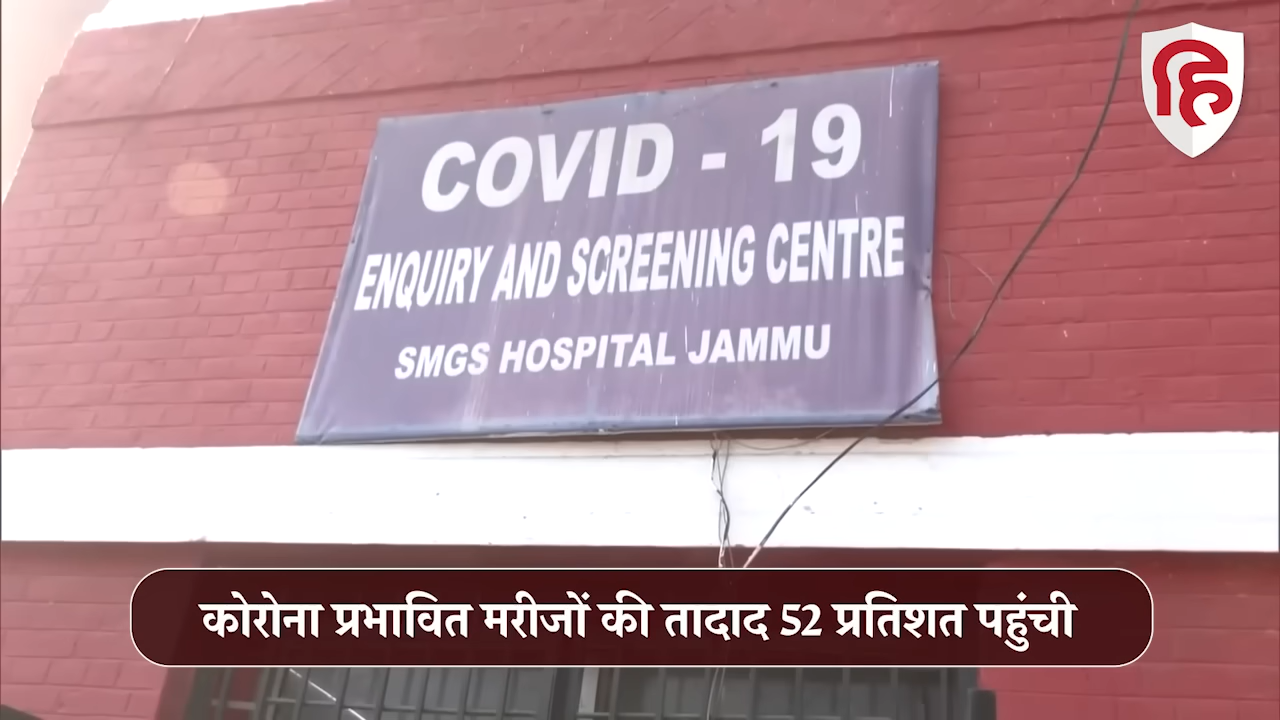 हि
COVID - 19
ENQUIRY AND SCREENING CENTRE
SMGS HOSPITAL JAMMU
कोरोना प्रभावित मरीजों की तादाद 52 प्रतिशत पहुंची